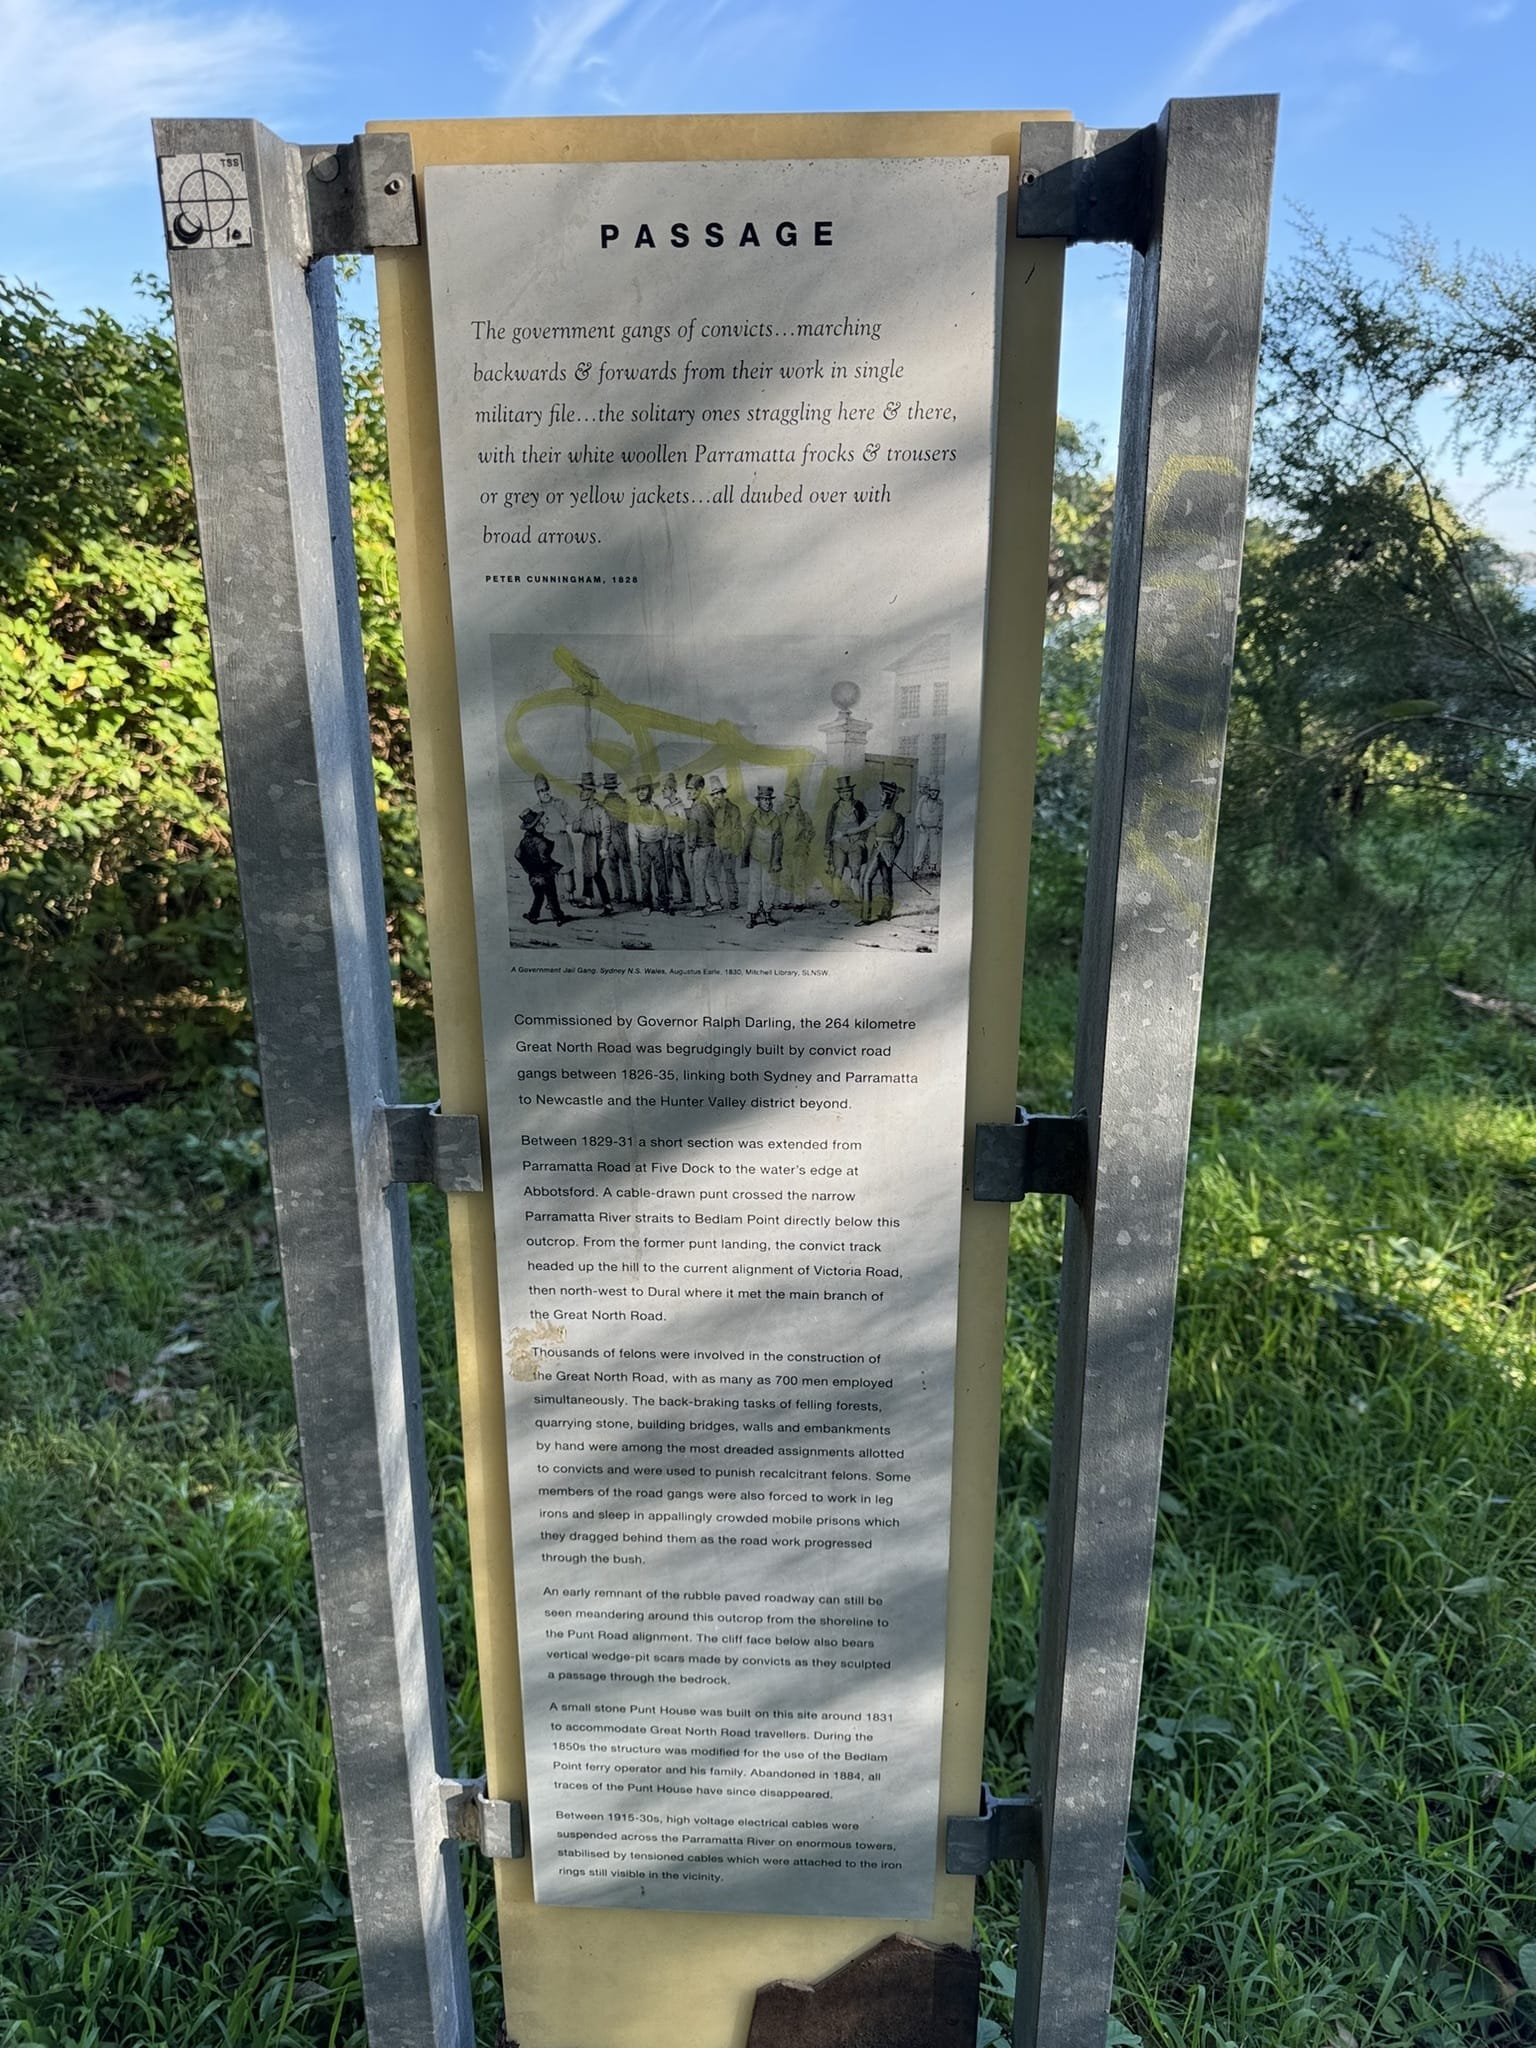 TSS
PASSAGE
The government gangs of convicts...marching
backwards & forwards from their work in single
military file...the solitary ones straggling here & there,
with their white woollen Parramatta frocks & trousers
or grey or yellow jackets...all daubed over with
broad arrows.
PETER CUNNINGHAM, 1828
A Government Jail Gang, Sydney N.S. Wales, Augustus Earle, 1830, Mitchell Library, SLNSW.
Commissioned by Governor Ralph Darling, the 264 kilometre
Great North Road was begrudgingly built by convict road
gangs between 1826-35, linking both Sydney and Parramatta
to Newcastle and the Hunter Valley district beyond.
Between 1829-31 a short section was extended from
Parramatta Road at Five Dock to the water's edge at
Abbotsford. A cable-drawn punt crossed the narrow
Parramatta River straits to Bedlam Point directly below this
outcrop. From the former punt landing, the convict track
headed up the hill to the current alignment of Victoria Road,
then north-west to Dural where it met the main branch of
the Great North Road.
Thousands of felons were involved in the construction of
the Great North Road, with as many as 700 men employed
simultaneously. The back-braking tasks of felling forests,
quarrying stone, building bridges, walls and embankments
by hand were among the most dreaded assignments allotted
to convicts and were used to punish recalcitrant felons. Some
members of the road gangs were also forced to work in leg
irons and sleep in appallingly crowded mobile prisons which
they dragged behind them as the road work progressed
through the bush.
An early remnant of the rubble paved roadway can still be
seen meandering around this outcrop from the shoreline to
the Punt Road alignment. The cliff face below also bears
vertical wedge-pit scars made by convicts as they sculpted
a passage through the bedrock.
A small stone Punt House was built on this site around 1831
to accommodate Great North Road travellers. During the
1850s the structure was modified for the use of the Bedlam
Point ferry operator and his family. Abandoned in 1884, all
traces of the Punt House have since disappeared.
Between 1915-30s, high voltage electrical cables were
suspended across the Parramatta River on enormous towers,
stabilised by tensioned cables which were attached to the iron
rings still visible in the vicinity.